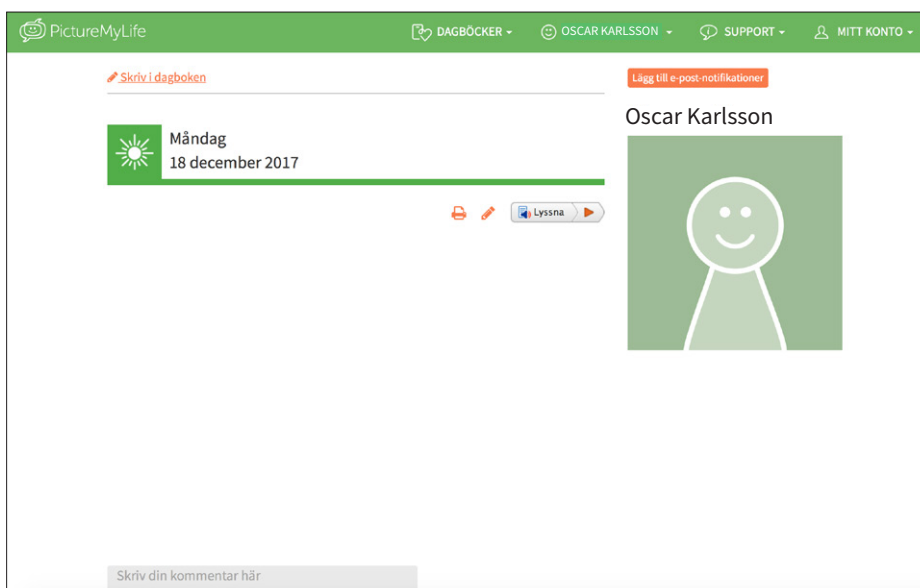 PictureMyLife
DAGBÖCKER
OSCAR KARLSSON
SUPPORT
MITT KONTO
Skriv i dagboken
Lägg till e-post-notifikationer
Oscar Karlsson
Måndag
18 december 2017
Lyssna
Skriv din kommentar här